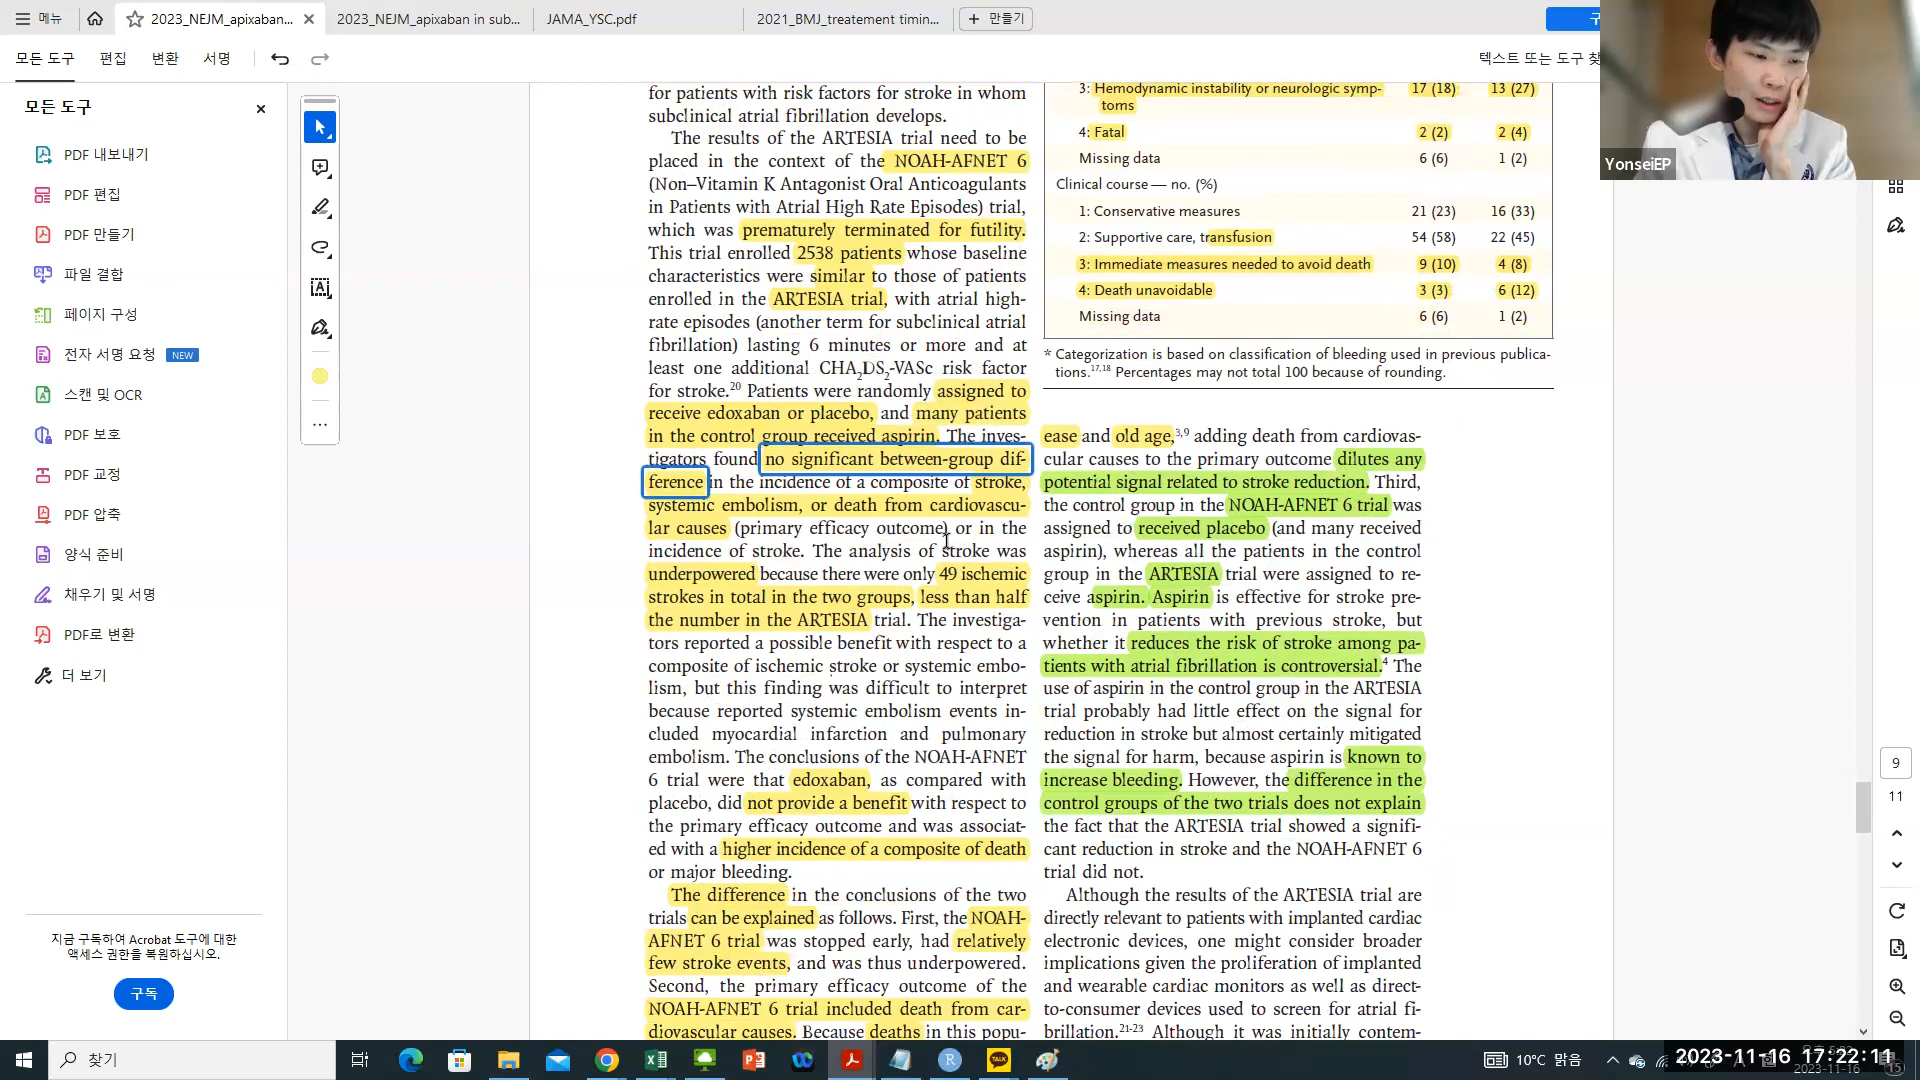 메뉴
2023_NEJM_apixaban...
2023_NEJM_apixaban in sub...
JAMA_YSC.pdf
2021_BMJ_treatement timin...
만들기
모든 도구
편집
변환
서명
텍스트 또는 도구
모든 도구
PDF 내보내기
PDF 편집
PDF 만들기
파일 결합
페이지 구성
전자 서명 요청 NEW
스캔 및 OCR
PDF 보호
PDF 교정
PDF 압축
양식 준비
채우기 및 서명
PDF로 변환
더 보기
지금 구독하여 Acrobat 도구에 대한
액세스 권한을 복원하십시오.
구독
for patients with risk factors for stroke in whom
subclinical atrial fibrillation develops.
The results of the ARTESIA trial need to be
placed in the context of the NOAH-AFNET 6
(Non–Vitamin K Antagonist Oral Anticoagulants
in Patients with Atrial High Rate Episodes) trial,
which was prematurely terminated for futility.
This trial enrolled 2538 patients whose baseline
characteristics were similar to those of patients
enrolled in the ARTESIA trial, with atrial high-
rate episodes (another term for subclinical atrial
fibrillation) lasting 6 minutes or more and at
least one additional CHA2DS2-VASc risk factor
for stroke.20 Patients were randomly assigned to
receive edoxaban or placebo, and many patients
in the control group received aspirin. The inves-
tigators found no significant between-group dif-
ference in the incidence of a composite of stroke,
systemic embolism, or death from cardiovascu-
lar causes (primary efficacy outcome) or in the
incidence of stroke. The analysis of stroke was
underpowered because there were only 49 ischemic
strokes in total in the two groups, less than half
the number in the ARTESIA trial. The investiga-
tors reported a possible benefit with respect to a
composite of ischemic stroke or systemic embo-
lism, but this finding was difficult to interpret
because reported systemic embolism events in-
cluded myocardial infarction and pulmonary
embolism. The conclusions of the NOAH-AFNET
6 trial were that edoxaban, as compared with
placebo, did not provide a benefit with respect to
the primary efficacy outcome and was associat-
ed with a higher incidence of a composite of death
or major bleeding.
The difference in the conclusions of the two
trials can be explained as follows. First, the NOAH-
AFNET 6 trial was stopped early, had relatively
few stroke events, and was thus underpowered.
Second, the primary efficacy outcome of the
NOAH-AFNET 6 trial included death from car-
diovascular causes. Because deaths in this popu-
3: Hemodynamic instability or neurologic symp-
toms 17 (18) 13 (27)
4: Fatal 2 (2) 2 (4)
Missing data 6 (6) 1 (2)
Clinical course — no. (%)
1: Conservative measures 21 (23) 16 (33)
2: Supportive care, transfusion 54 (58) 22 (45)
3: Immediate measures needed to avoid death 9 (10) 4 (8)
4: Death unavoidable 3 (3) 6 (12)
Missing data 6 (6) 1 (2)
* Categorization is based on classification of bleeding used in previous publica-
tions.17,18 Percentages may not total 100 because of rounding.
ease and old age,3,9 adding death from cardiovas-
cular causes to the primary outcome dilutes any
potential signal related to stroke reduction. Third,
the control group in the NOAH-AFNET 6 trial was
assigned to received placebo (and many received
aspirin), whereas all the patients in the control
group in the ARTESIA trial were assigned to re-
ceive aspirin. Aspirin is effective for stroke pre-
vention in patients with previous stroke, but
whether it reduces the risk of stroke among pa-
tients with atrial fibrillation is controversial.4 The
use of aspirin in the control group in the ARTESIA
trial probably had little effect on the signal for
reduction in stroke but almost certainly mitigated
the signal for harm, because aspirin is known to
increase bleeding. However, the difference in the
control groups of the two trials does not explain
the fact that the ARTESIA trial showed a signifi-
cant reduction in stroke and the NOAH-AFNET 6
trial did not.
Although the results of the ARTESIA trial are
directly relevant to patients with implanted cardiac
electronic devices, one might consider broader
implications given the proliferation of implanted
and wearable cardiac monitors as well as direct-
to-consumer devices used to screen for atrial fi-
brillation.21-23 Although it was initially contem-
YonseiEP
9
11
찾기
10°C 맑음
2023-11-16 17:22:11
2023-11-16